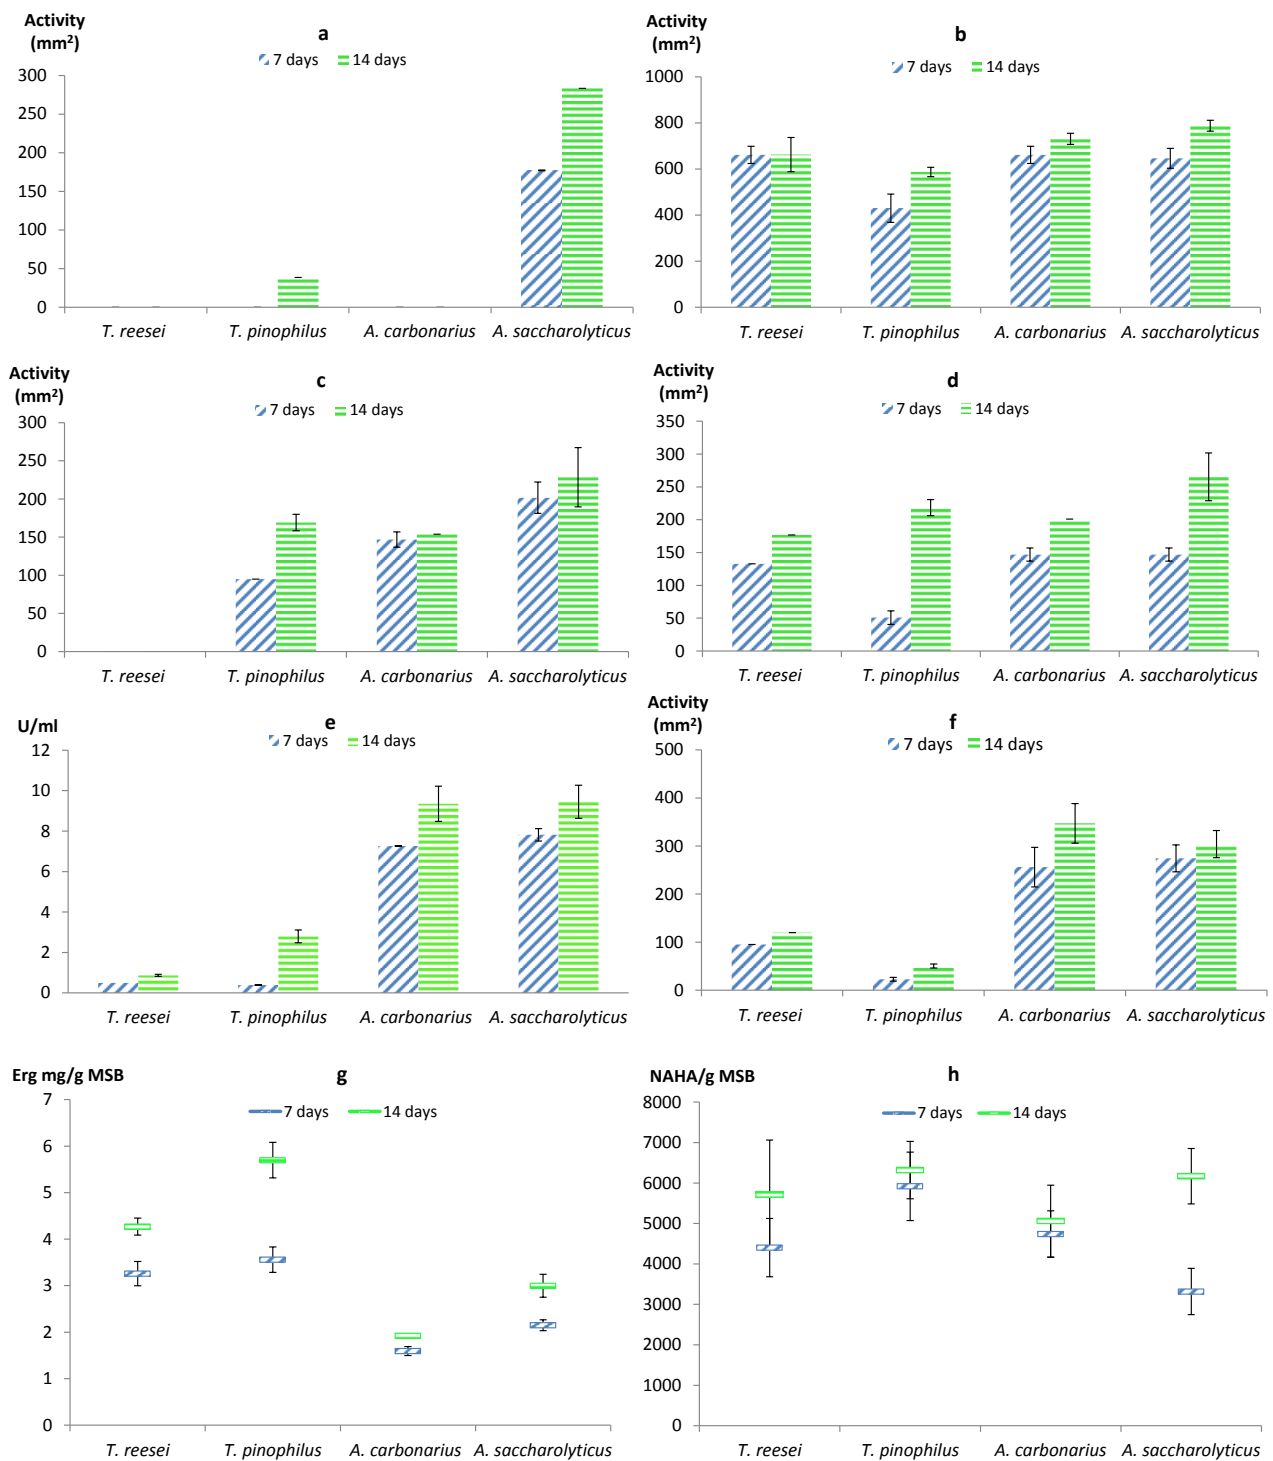 Activity
(mm²)
a
7 days
14 days
300
250
200
150
100
50
0
T. reesei
T. pinophilus
A. carbonarius
A. saccharolyticus
Activity
(mm²)
b
7 days
14 days
1000
800
600
400
200
0
T. reesei
T. pinophilus
A. carbonarius
A. saccharolyticus
Activity
(mm²)
c
7 days
14 days
300
250
200
150
100
50
0
T. reesei
T. pinophilus
A. carbonarius
A. saccharolyticus
Activity
(mm²)
d
7 days
14 days
350
300
250
200
150
100
50
0
T. reesei
T. pinophilus
A. carbonarius
A. saccharolyticus
U/ml
e
7 days
14 days
12
10
8
6
4
2
0
T. reesei
T. pinophilus
A. carbonarius
A. saccharolyticus
Activity
(mm²)
f
7 days
14 days
500
400
300
200
100
0
T. reesei
T. pinophilus
A. carbonarius
A. saccharolyticus
Erg mg/g MSB
g
7 days
14 days
7
6
5
4
3
2
1
0
T. reesei
T. pinophilus
A. carbonarius
A. saccharolyticus
NAHA/g MSB
h
7 days
14 days
8000
7000
6000
5000
4000
3000
2000
1000
0
T. reesei
T. pinophilus
A. carbonarius
A. saccharolyticus